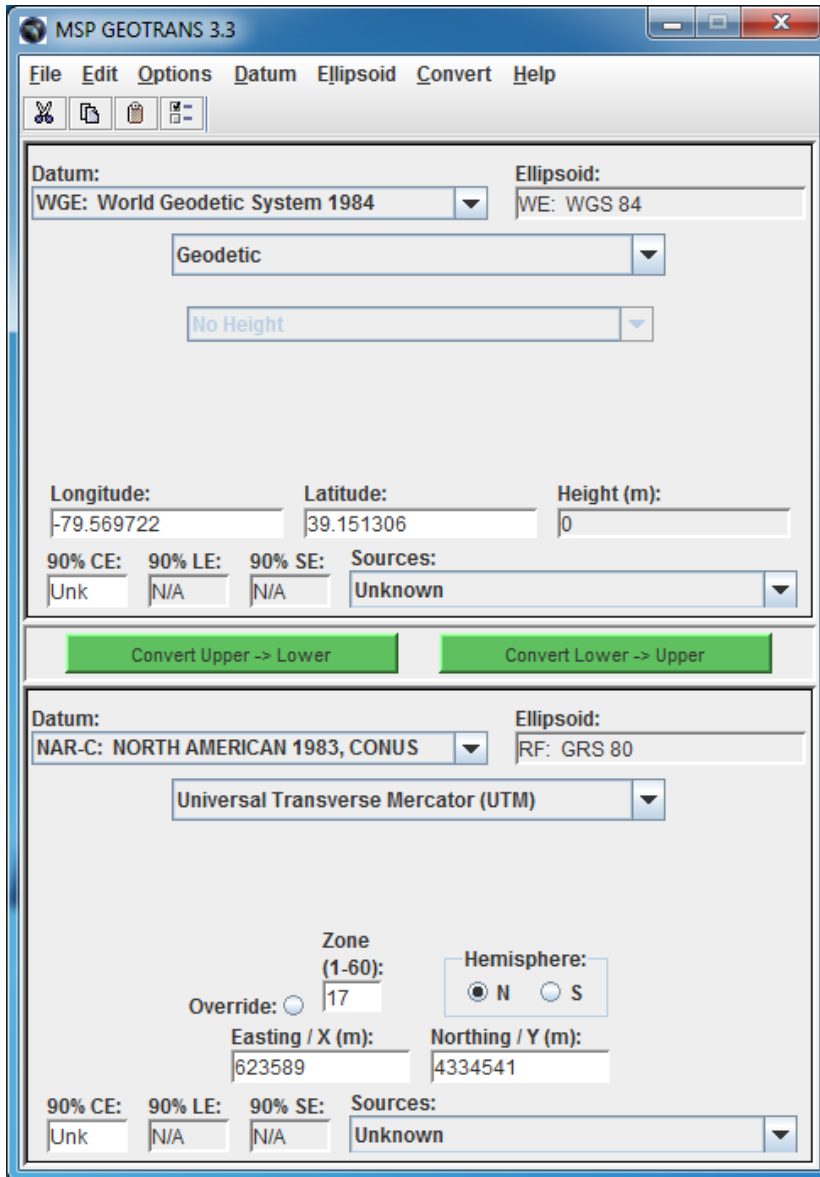 MSP GEOTRANS 3.3
File Edit Options Datum Ellipsoid Convert Help
Datum: Ellipsoid:
WGE: World Geodetic System 1984 WE: WGS 84
Geodetic
No Height
Longitude: Latitude: Height (m):
-79.569722 39.151306 0
90% CE: 90% LE: 90% SE: Sources:
Unk N/A N/A Unknown
Convert Upper -> Lower Convert Lower -> Upper
Datum: Ellipsoid:
NAR-C: NORTH AMERICAN 1983, CONUS RF: GRS 80
Universal Transverse Mercator (UTM)
Zone
(1-60): Hemisphere:
Override: 17 N S
Easting / X (m): Northing / Y (m):
623589 4334541
90% CE: 90% LE: 90% SE: Sources:
Unk N/A N/A Unknown